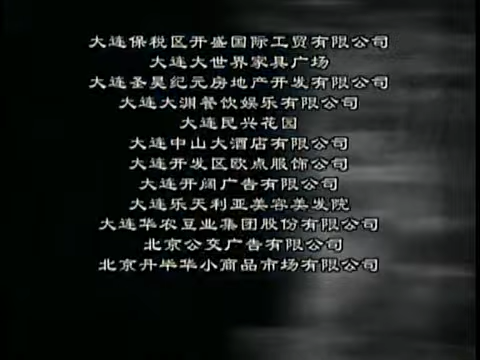 大连保税区开盛国际工贸有限公司
大连大世界家具广场
大连圣昊纪元房地产开发有限公司
大连大洲餐饮娱乐有限公司
大连民兴花园
大连中山大酒店有限公司
大连开发区欧点服饰公司
大连开阔广告有限公司
大连乐天利亚美容美发院
大连华农豆业集团股份有限公司
北京公交广告有限公司
北京丹毕华小商品市场有限公司